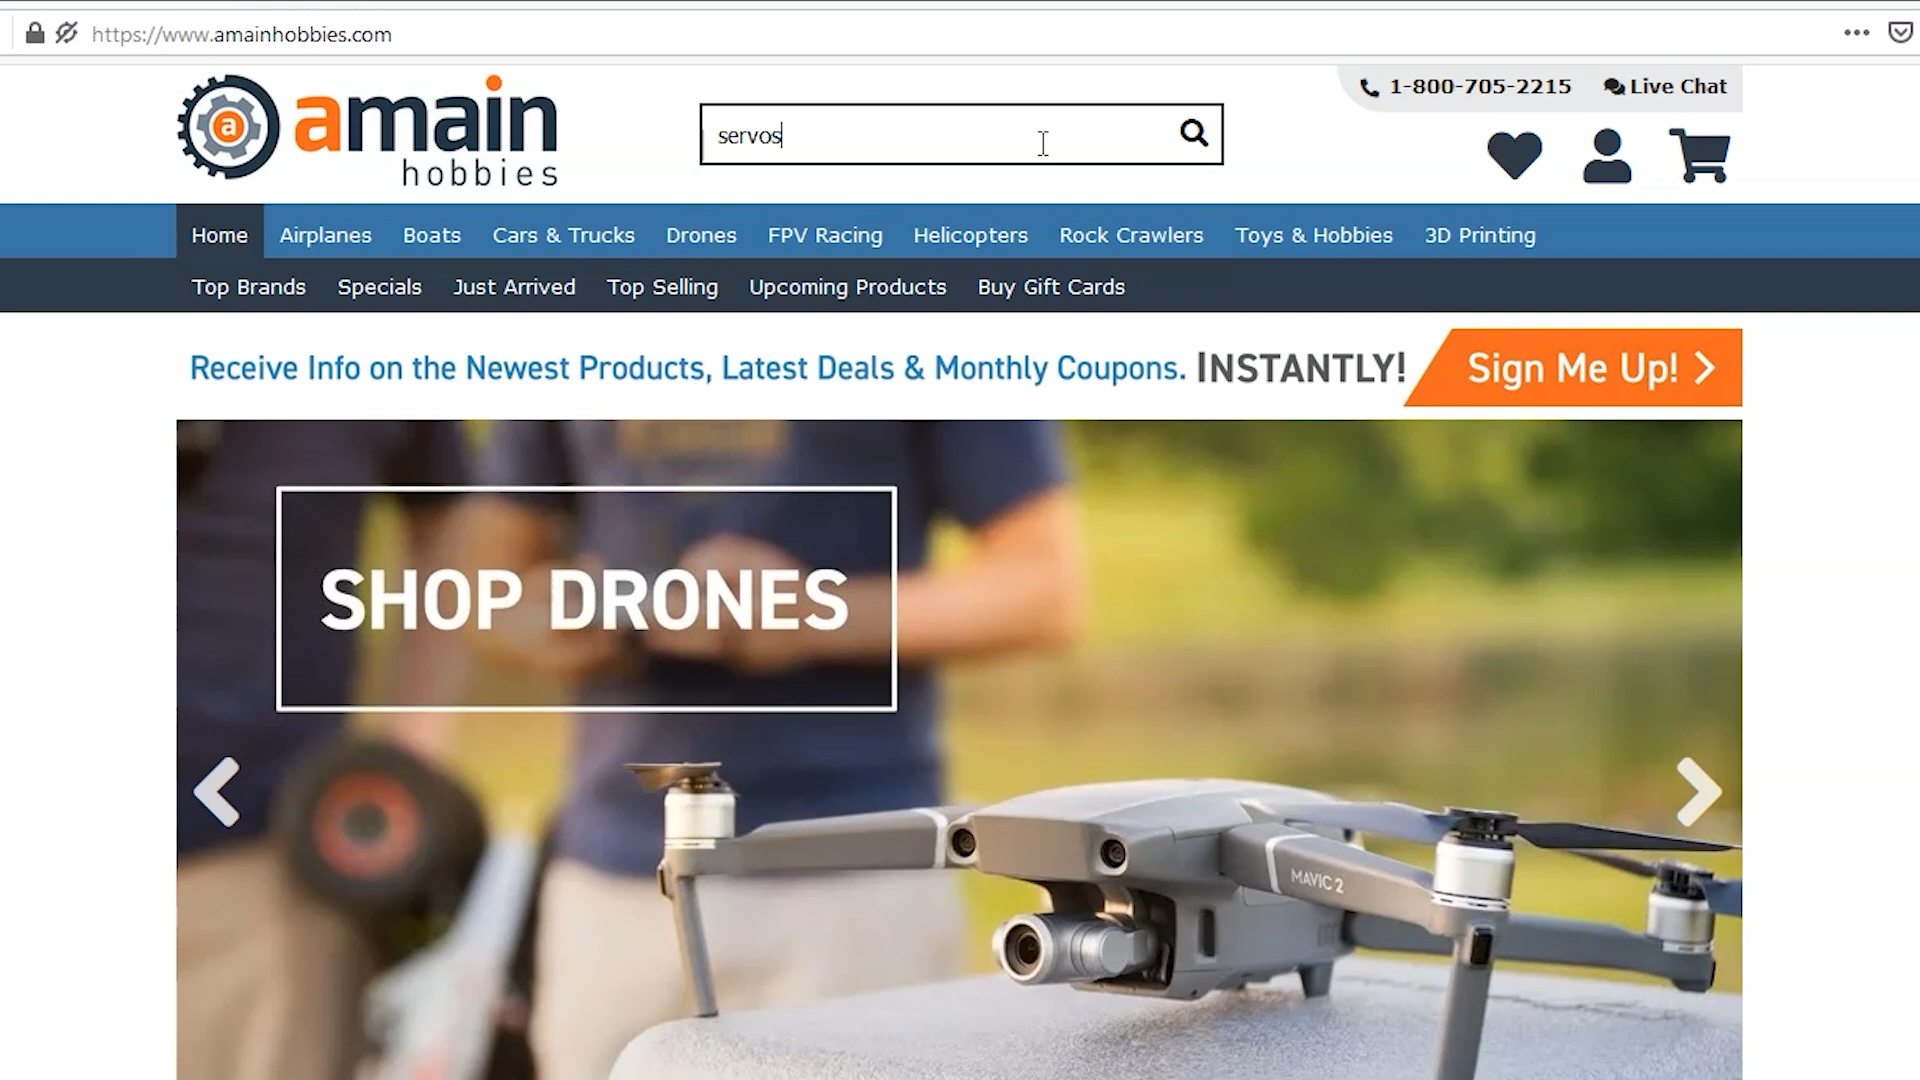 https://www.amainhobbies.com
1-800-705-2215 Live Chat
a amain
hobbies
servos
Home Airplanes Boats Cars & Trucks Drones FPV Racing Helicopters Rock Crawlers Toys & Hobbies 3D Printing
Top Brands Specials Just Arrived Top Selling Upcoming Products Buy Gift Cards
Receive Info on the Newest Products, Latest Deals & Monthly Coupons. INSTANTLY! Sign Me Up!
SHOP DRONES
MAVIC 2